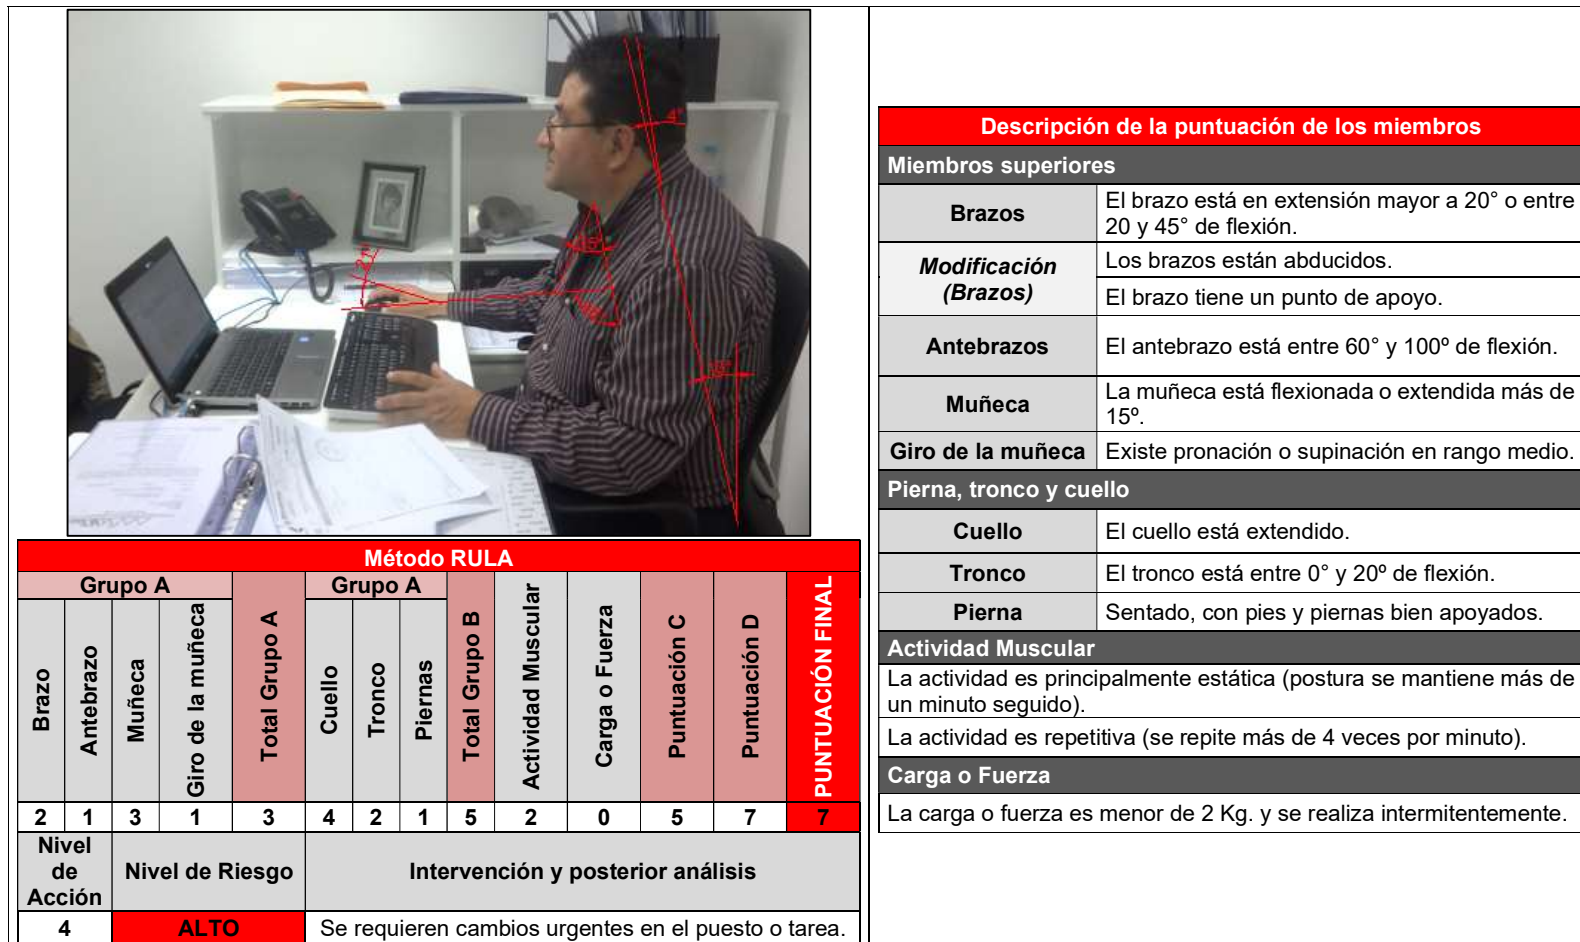 4°
Método RULA
Grupo A
Grupo A
Brazo
Antebrazo
Muñeca
Giro de la muñeca
Total Grupo A
Cuello
Tronco
Piernas
Total Grupo B
Actividad Muscular
Carga o Fuerza
Puntuación C
Puntuación D
PUNTUACIÓN FINAL
2 1 3 1 3 4 2 1 5 2 0 5 7 7
Nivel
de
Acción
Nivel de Riesgo
Intervención y posterior análisis
4
ALTO
Se requieren cambios urgentes en el puesto o tarea.
Descripción de la puntuación de los miembros
Miembros superiores
Brazos
El brazo está en extensión mayor a 20° o entre
20 y 45° de flexión.
Modificación
(Brazos)
Los brazos están abducidos.
El brazo tiene un punto de apoyo.
Antebrazos
El antebrazo está entre 60° y 100º de flexión.
Muñeca
La muñeca está flexionada o extendida más de
15º.
Giro de la muñeca
Existe pronación o supinación en rango medio.
Pierna, tronco y cuello
Cuello
El cuello está extendido.
Tronco
El tronco está entre 0° y 20º de flexión.
Pierna
Sentado, con pies y piernas bien apoyados.
Actividad Muscular
La actividad es principalmente estática (postura se mantiene más de
un minuto seguido).
La actividad es repetitiva (se repite más de 4 veces por minuto).
Carga o Fuerza
La carga o fuerza es menor de 2 Kg. y se realiza intermitentemente.